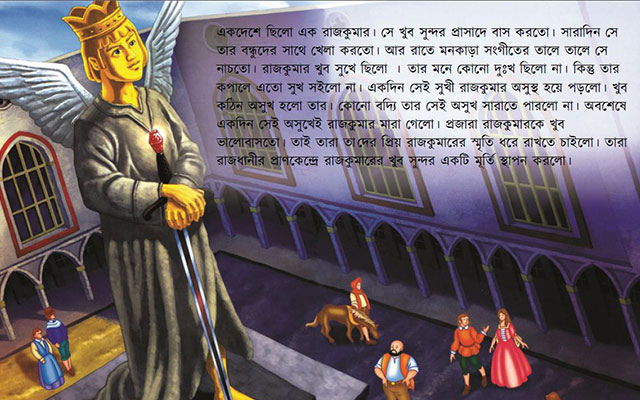 একদেশে ছিলো এক রাজকুমার। সে খুব সুন্দর প্রাসাদে বাস করতো। সারাদিন সে
তার বন্ধুদের সাথে খেলা করতো। আর রাতে মনকাড়া সংগীতের তালে তালে সে
নাচতো। রাজকুমার খুব সুখে ছিলো । তার মনে কোনো দুঃখ ছিলো না। কিন্তু তার
কপালে এতো সুখ সইলো না। একদিন সেই সুখী রাজকুমার অসুস্থ হয়ে পড়লো। খুব
কঠিন অসুখ হলো তার। কোনো বদ্যি তার সেই অসুখ সারাতে পারলো না। অবশেষে
একদিন সেই অসুখেই রাজকুমার মারা গেলো। প্রজারা রাজকুমারকে খুব
ভালোবাসতো। তাই তারা তাদের প্রিয় রাজকুমারের স্মৃতি ধরে রাখতে চাইলো। তারা
রাজধানীর প্রাণকেন্দ্রে রাজকুমারের খুব সুন্দর একটি মূর্তি স্থাপন করলো।